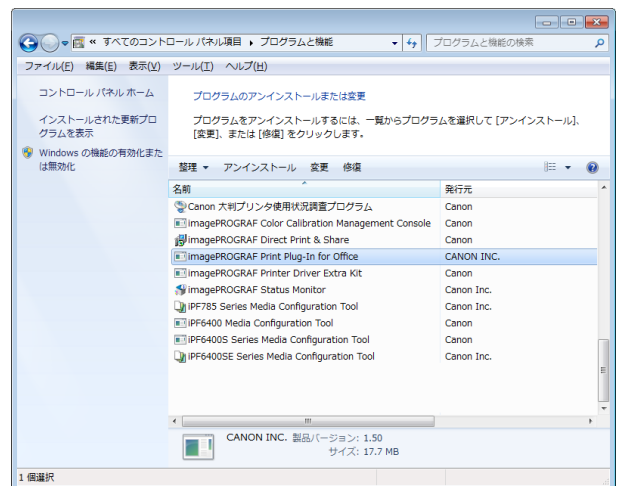 « すべてのコントロール パネル項目 ▸ プログラムと機能
プログラムと機能の検索
ファイル(F) 編集(E) 表示(V) ツール(T) ヘルプ(H)
コントロール パネル ホーム
インストールされた更新プロ
グラムを表示
Windows の機能の有効化また
は無効化
プログラムのアンインストールまたは変更
プログラムをアンインストールするには、一覧からプログラムを選択して [アンインストール]、
[変更]、または [修復] をクリックします。
整理 アンインストール 変更 修復
名前 発行元
Canon 大判プリンタ使用状況調査プログラム Canon
imagePROGRAF Color Calibration Management Console Canon
imagePROGRAF Direct Print & Share Canon
imagePROGRAF Print Plug-In for Office CANON INC.
imagePROGRAF Printer Driver Extra Kit Canon
imagePROGRAF Status Monitor Canon Inc.
iPF785 Series Media Configuration Tool Canon Inc.
iPF6400 Media Configuration Tool Canon
iPF6400S Series Media Configuration Tool Canon
iPF6400SE Series Media Configuration Tool Canon Inc.
CANON INC. 製品バージョン: 1.50
サイズ: 17.7 MB
1 個選択